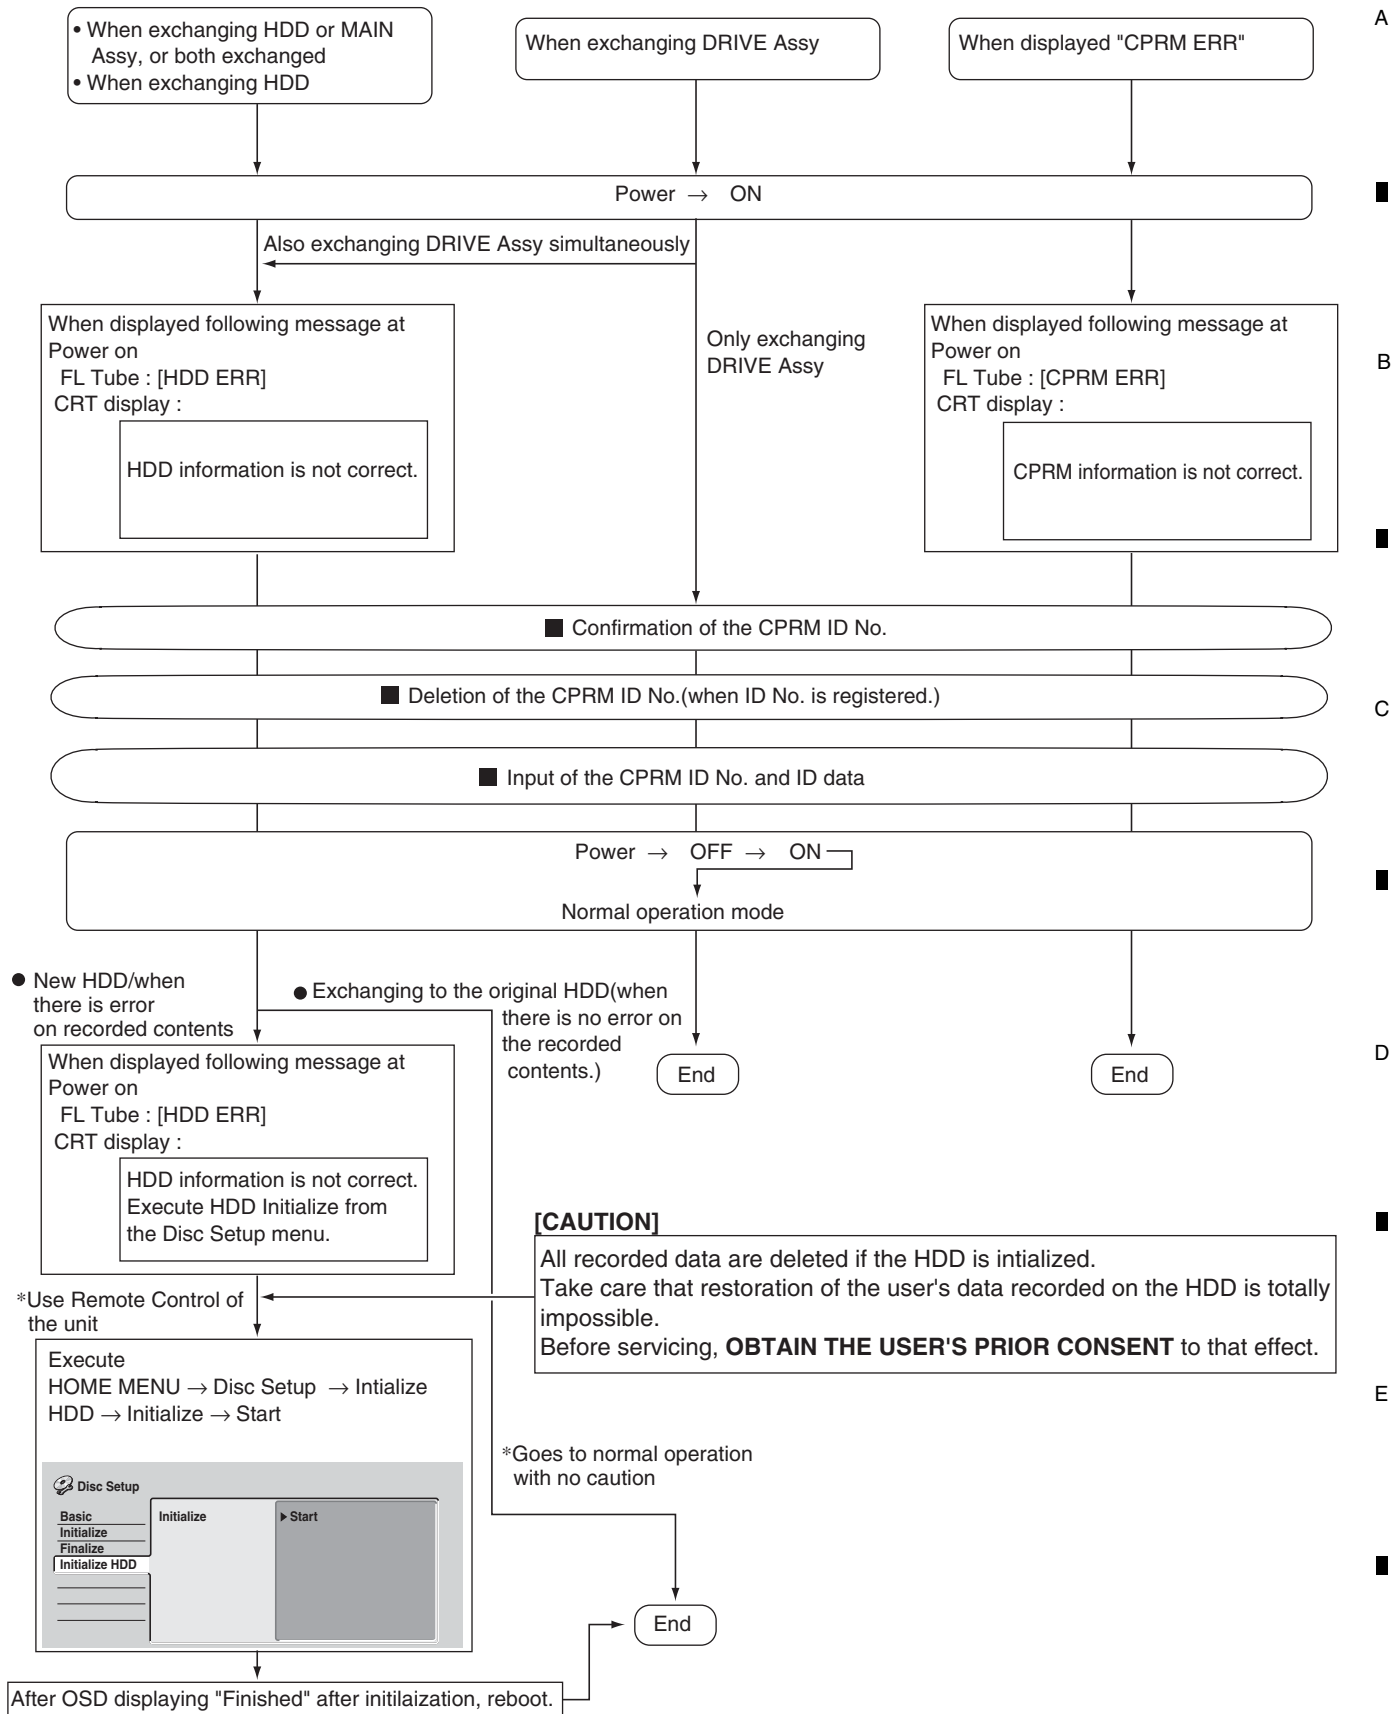 A
• When exchanging HDD or MAIN
Assy, or both exchanged
• When exchanging HDD
When exchanging DRIVE Assy
When displayed "CPRM ERR"
Power → ON
Also exchanging DRIVE Assy simultaneously
When displayed following message at
Power on
FL Tube : [HDD ERR]
CRT display :
HDD information is not correct.
Only exchanging
DRIVE Assy
When displayed following message at
Power on
FL Tube : [CPRM ERR]
CRT display :
CPRM information is not correct.
B
■ Confirmation of the CPRM ID No.
■ Deletion of the CPRM ID No.(when ID No. is registered.)
C
■ Input of the CPRM ID No. and ID data
Power → OFF → ON
Normal operation mode
● New HDD/when
there is error
on recorded contents
● Exchanging to the original HDD(when
there is no error on
the recorded
contents.)
End
End
D
When displayed following message at
Power on
FL Tube : [HDD ERR]
CRT display :
HDD information is not correct.
Execute HDD Initialize from
the Disc Setup menu.
[CAUTION]
All recorded data are deleted if the HDD is intialized.
Take care that restoration of the user's data recorded on the HDD is totally
impossible.
Before servicing, OBTAIN THE USER'S PRIOR CONSENT to that effect.
*Use Remote Control of
the unit
Execute
HOME MENU → Disc Setup → Intialize
HDD → Initialize → Start
E
*Goes to normal operation
with no caution
Disc Setup
Basic
Initialize
Finalize
Initialize HDD
Initialize
▶ Start
End
After OSD displaying "Finished" after initilaization, reboot.